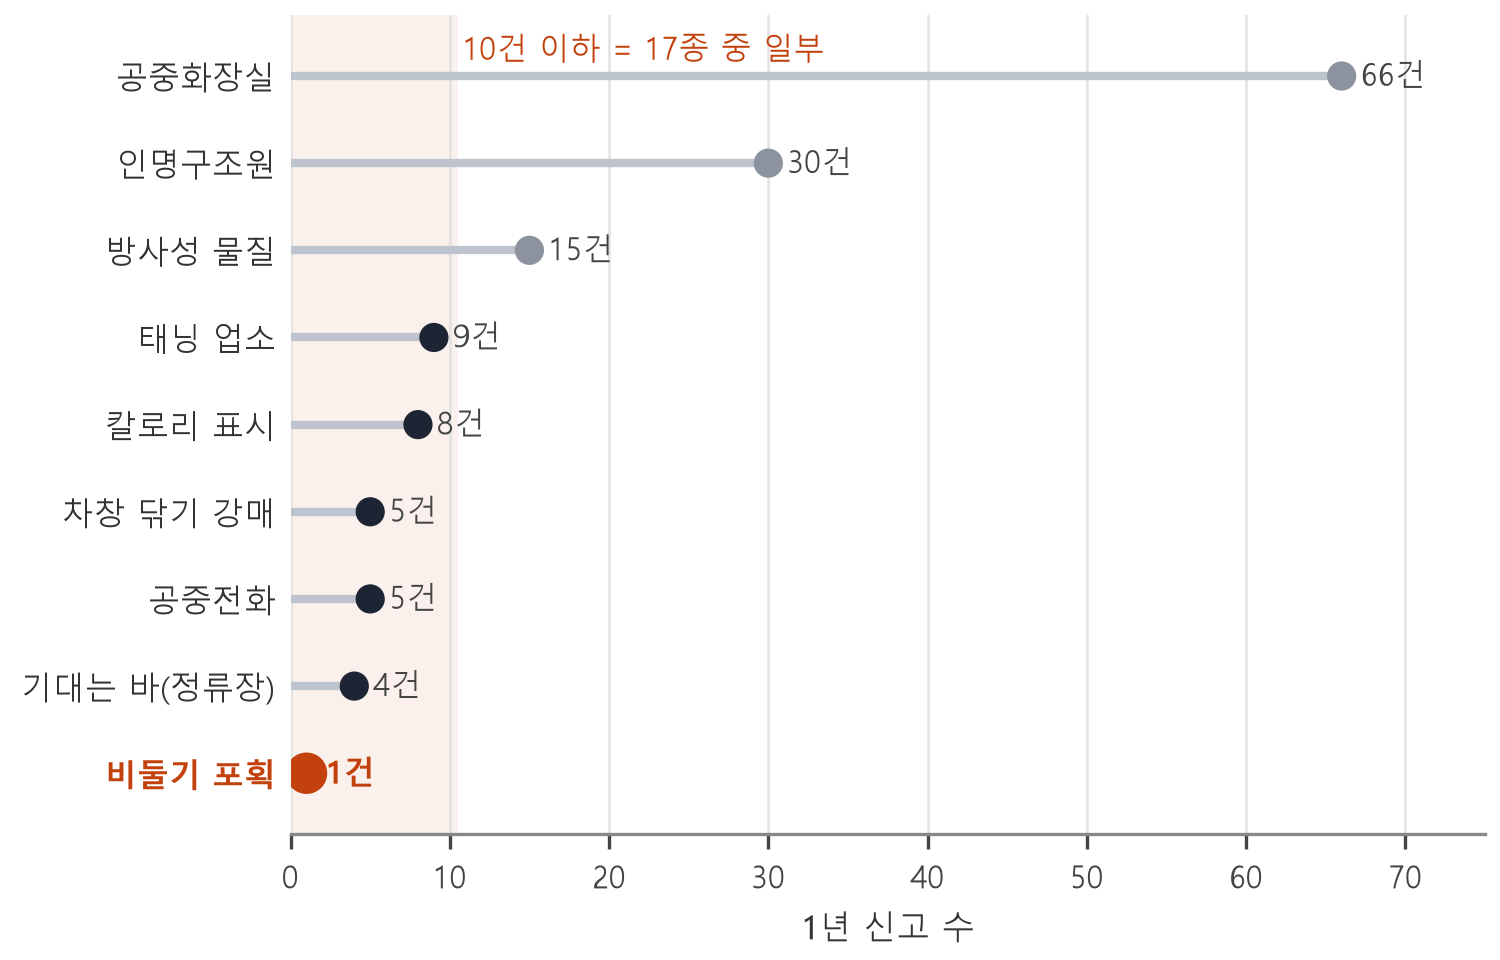 10건 이하 = 17종 중 일부
공중화장실 66건
인명구조원 30건
방사성 물질 15건
태닝 업소 9건
칼로리 표시 8건
차창 닦기 강매 5건
공중전화 5건
기대는 바(정류장) 4건
비둘기 포획 1건
0 10 20 30 40 50 60 70
1년 신고 수